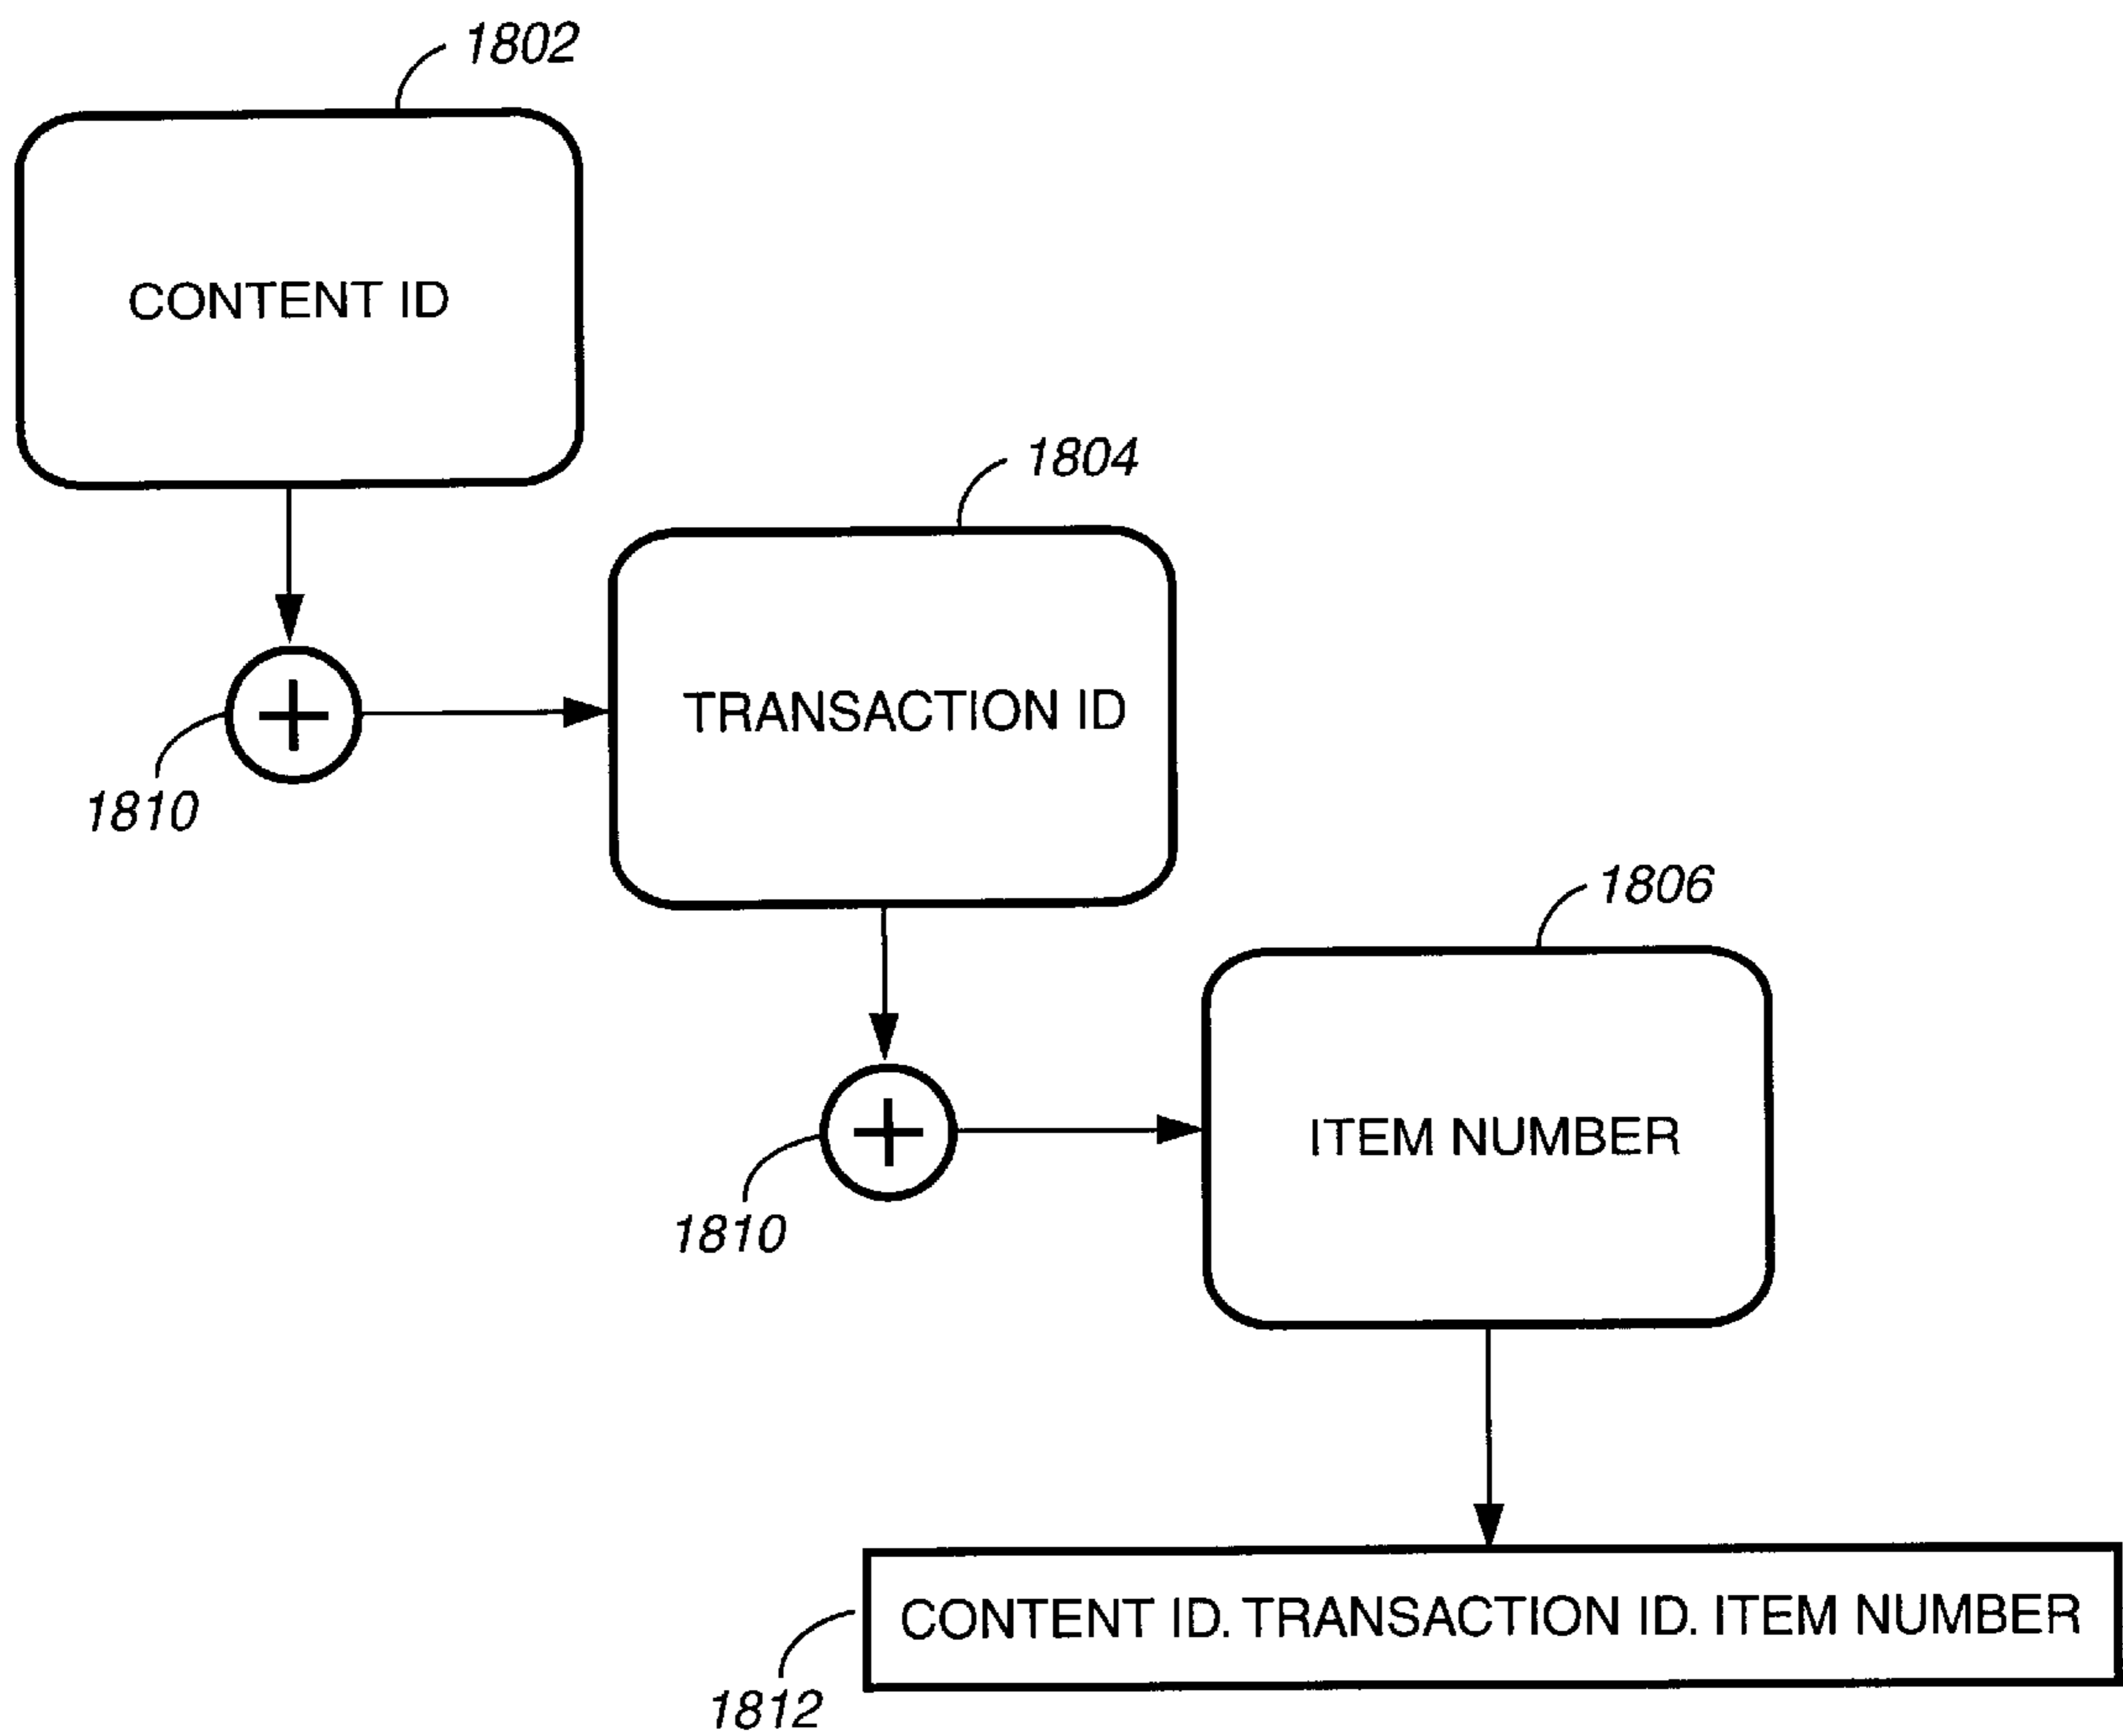 1802
CONTENT ID
1804
TRANSACTION ID
1810
1806
ITEM NUMBER
1810
CONTENT ID. TRANSACTION ID. ITEM NUMBER
1812